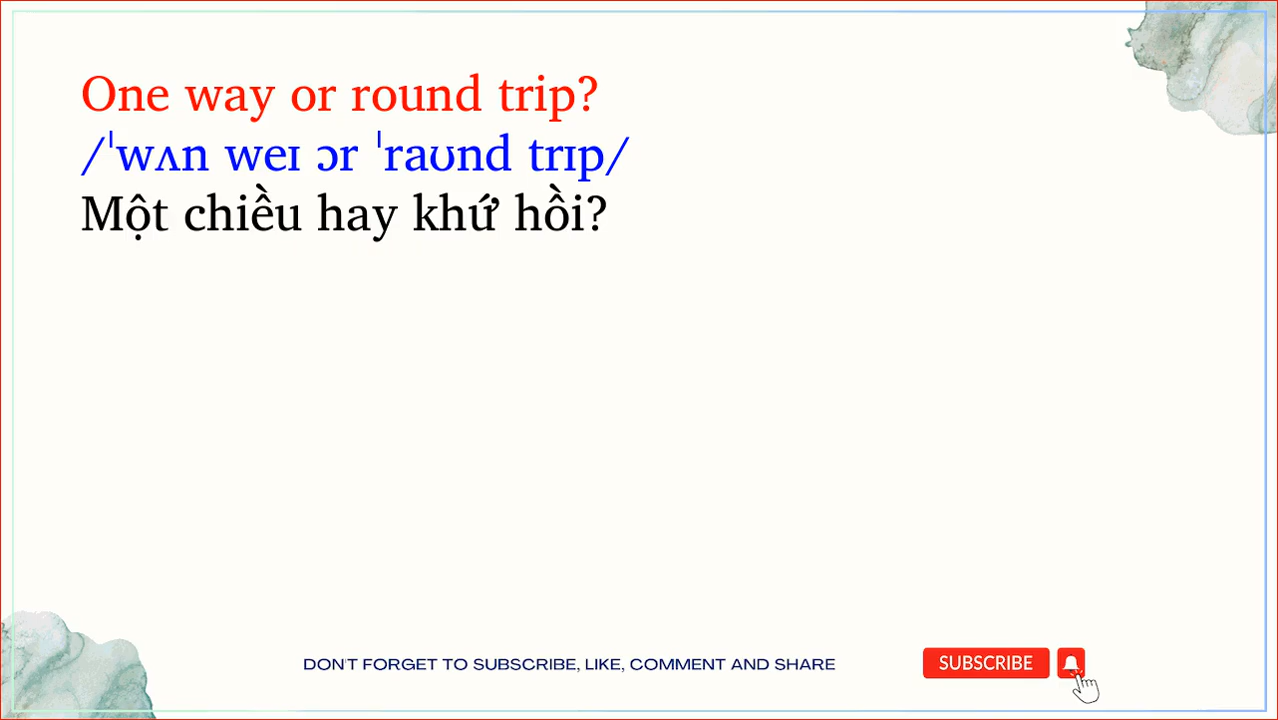 One way or round trip?
/ˈwʌn weɪ ɔr ˈraʊnd trɪp/
Một chiều hay khứ hồi?
DON'T FORGET TO SUBSCRIBE, LIKE, COMMENT AND SHARE
SUBSCRIBE